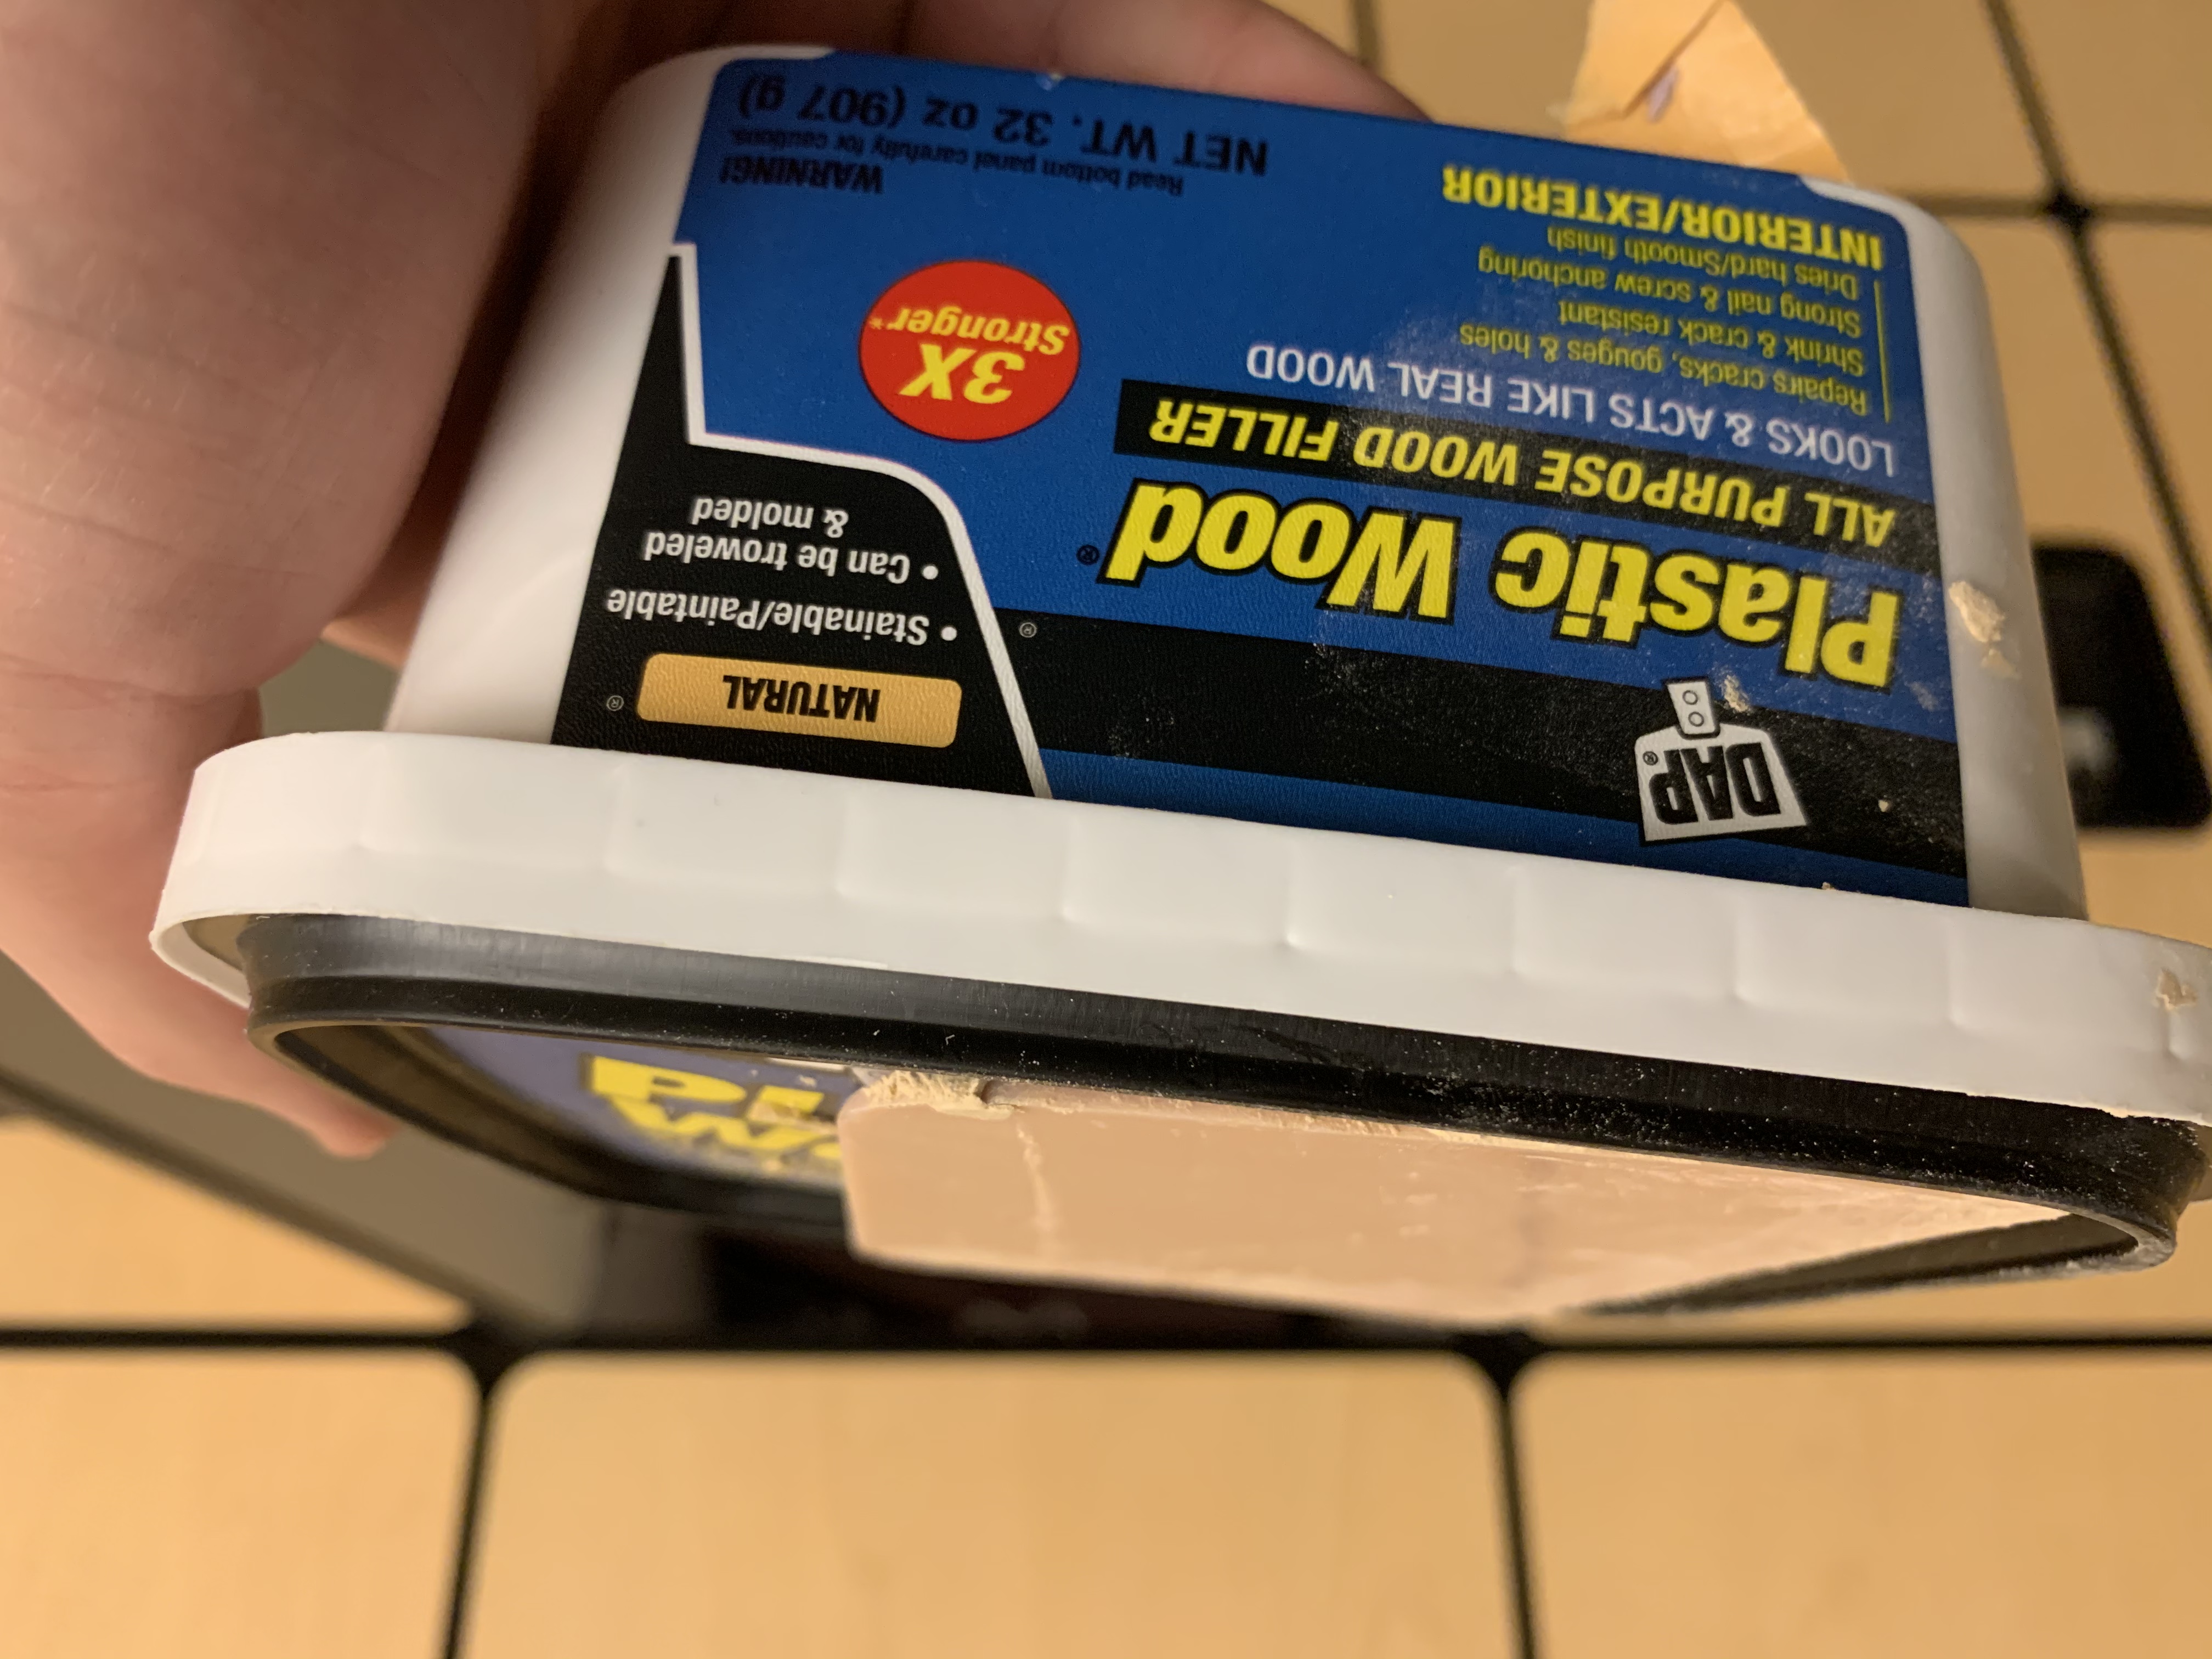 Pl
W
DAP®
NATURAL ®
• Stainable/Paintable
• Can be troweled
& molded
®
Plastic Wood®
ALL PURPOSE WOOD FILLER
LOOKS & ACTS LIKE REAL WOOD
Repairs cracks, gouges & holes
Shrink & crack resistant
Strong nail & screw anchoring
Dries hard/Smooth finish
INTERIOR/EXTERIOR
3X
Stronger*
WARNING!
Read bottom panel carefully for cautions.
NET WT. 32 oz (907 g)